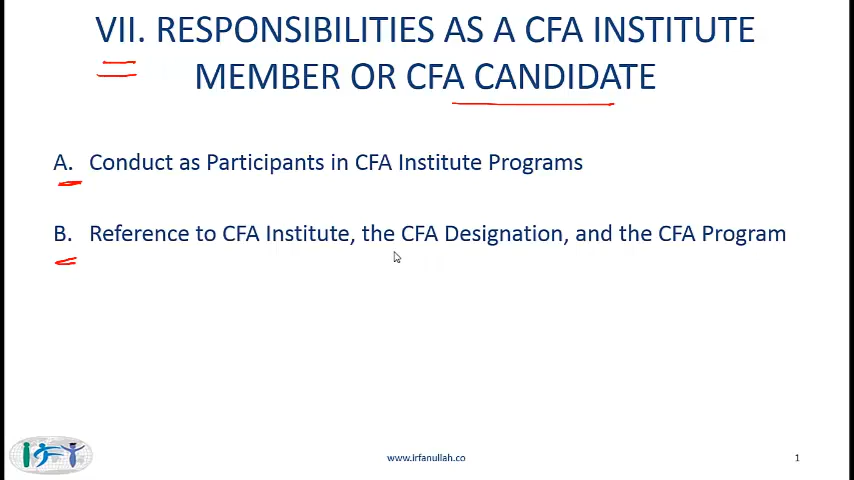 VII. RESPONSIBILITIES AS A CFA INSTITUTE
MEMBER OR CFA CANDIDATE
A. Conduct as Participants in CFA Institute Programs
B. Reference to CFA Institute, the CFA Designation, and the CFA Program
www.irfanullah.co
1